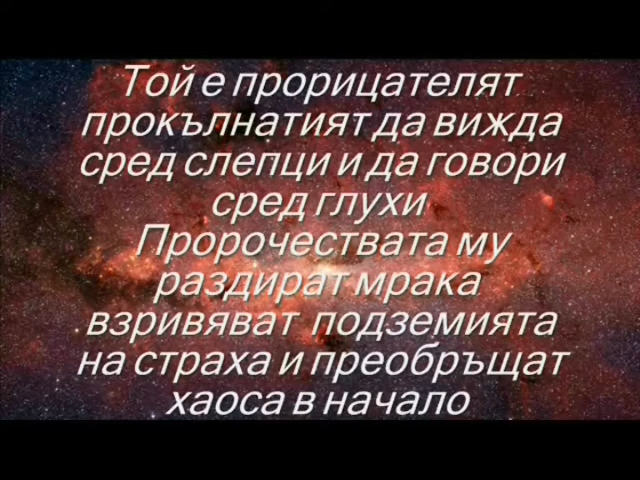 Той е прорицателят
прокълнатият да вижда
сред слепци и да говори
сред глухи
Пророчествата му
раздират мрака
взривяват подземията
на страха и преобръщат
хаоса в начало